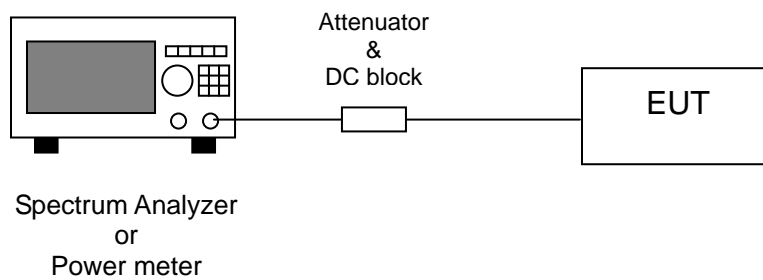 Attenuator
&
DC block
EUT
Spectrum Analyzer
or
Power meter